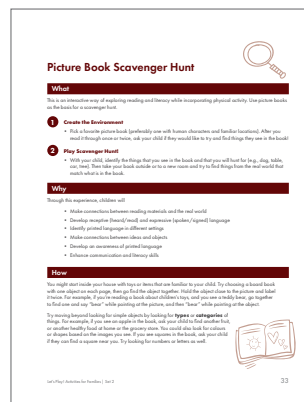 Picture Book Scavenger Hunt
What
This is an interactive way of exploring reading and literacy while incorporating physical activity. Use picture books
as the basis for a scavenger hunt.
1 Create the Environment
• Pick a favorite picture book (preferably one with human characters and familiar locations). After you
read it through once or twice, ask your child if they would like to try and find things they see in the book!
2 Play Scavenger Hunt!
• With your child, identify the things that you see in the book and that you will hunt for (e.g., dog, table,
car, tree). Then take your book outside or to a new room and try to find things from the real world that
match what is in the book.
Why
Through this experience, children will
• Make connections between reading materials and the real world
• Develop receptive (heard/read) and expressive (spoken/signed) language
• Identify printed language in different settings
• Make connections between ideas and objects
• Develop an awareness of printed language
• Enhance communication and literacy skills
How
You might start inside your house with toys or items that are familiar to your child. Try choosing a board book
with one object on each page, then go find the object together. Hold the object close to the picture and label
it twice. For example, if you're reading a book about children's toys, and you see a teddy bear, go together
to find one and say "bear" while pointing at the picture, and then "bear" while pointing at the object.
Try moving beyond looking for simple objects by looking for types or categories of
things. For example, if you see an apple in the book, ask your child to find another fruit,
or another healthy food at home or the grocery store. You could also look for colours
or shapes based on the images you see. If you see squares in the book, ask your child
if they can find a square near you. Try looking for numbers or letters as well.
Let's Play! Activities for Families | Set 2
33